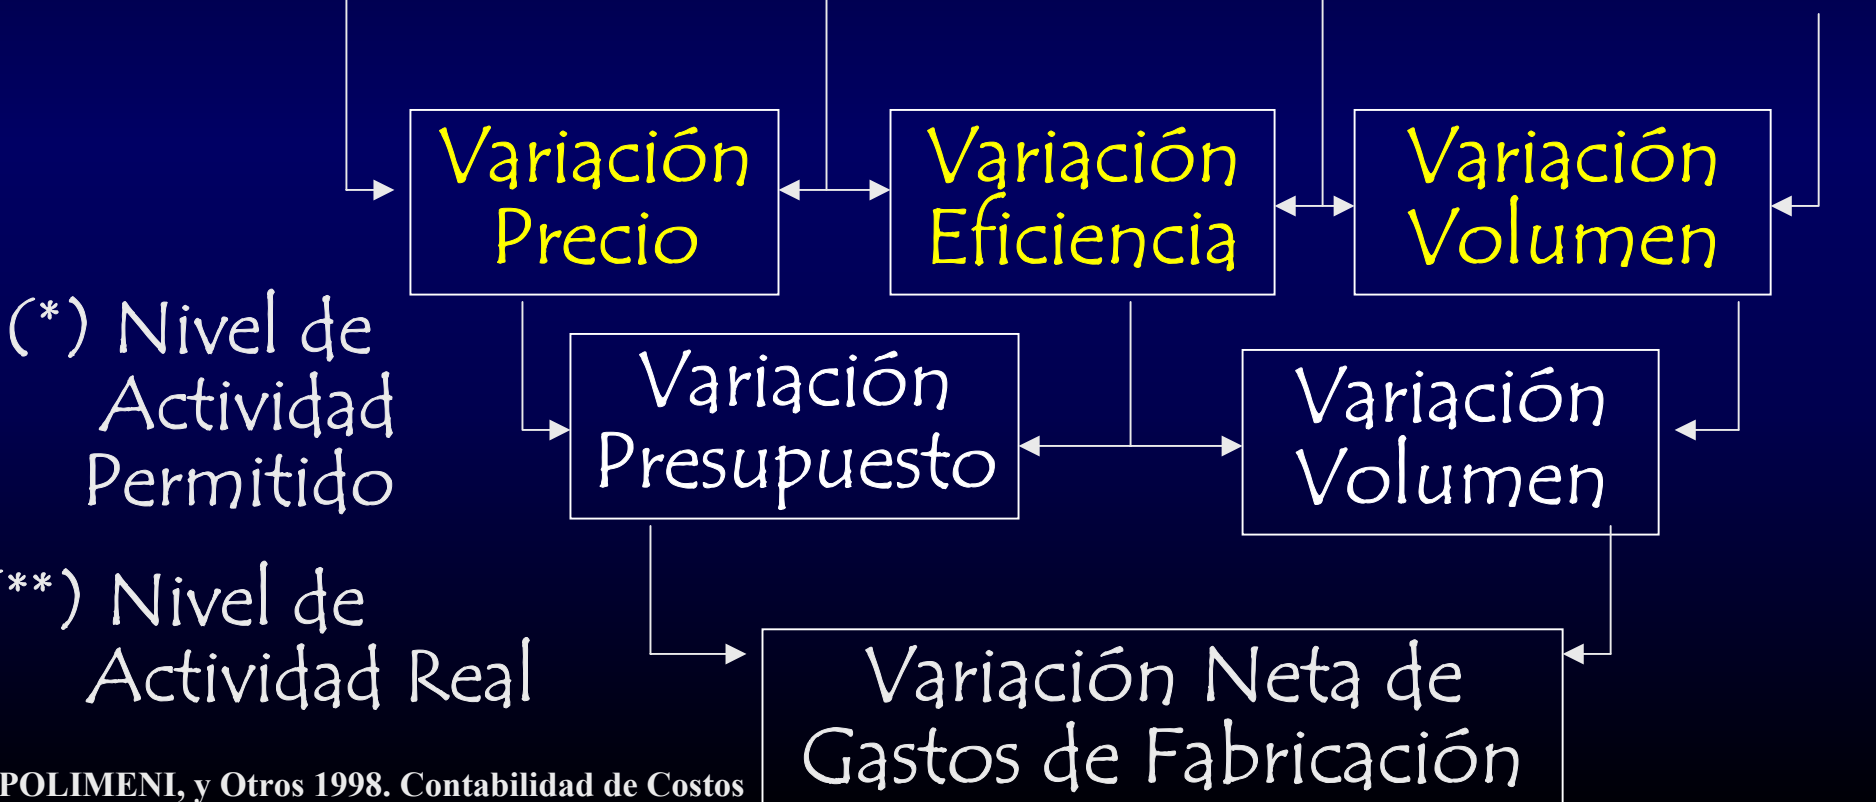 Variación
Precio
Variación
Eficiencia
Variación
Volumen
(*) Nivel de
Actividad
Permitido
Variación
Presupuesto
Variación
Volumen
**) Nivel de
Actividad Real
Variación Neta de
Gastos de Fabricación
POLIMENI, y Otros 1998. Contabilidad de Costos